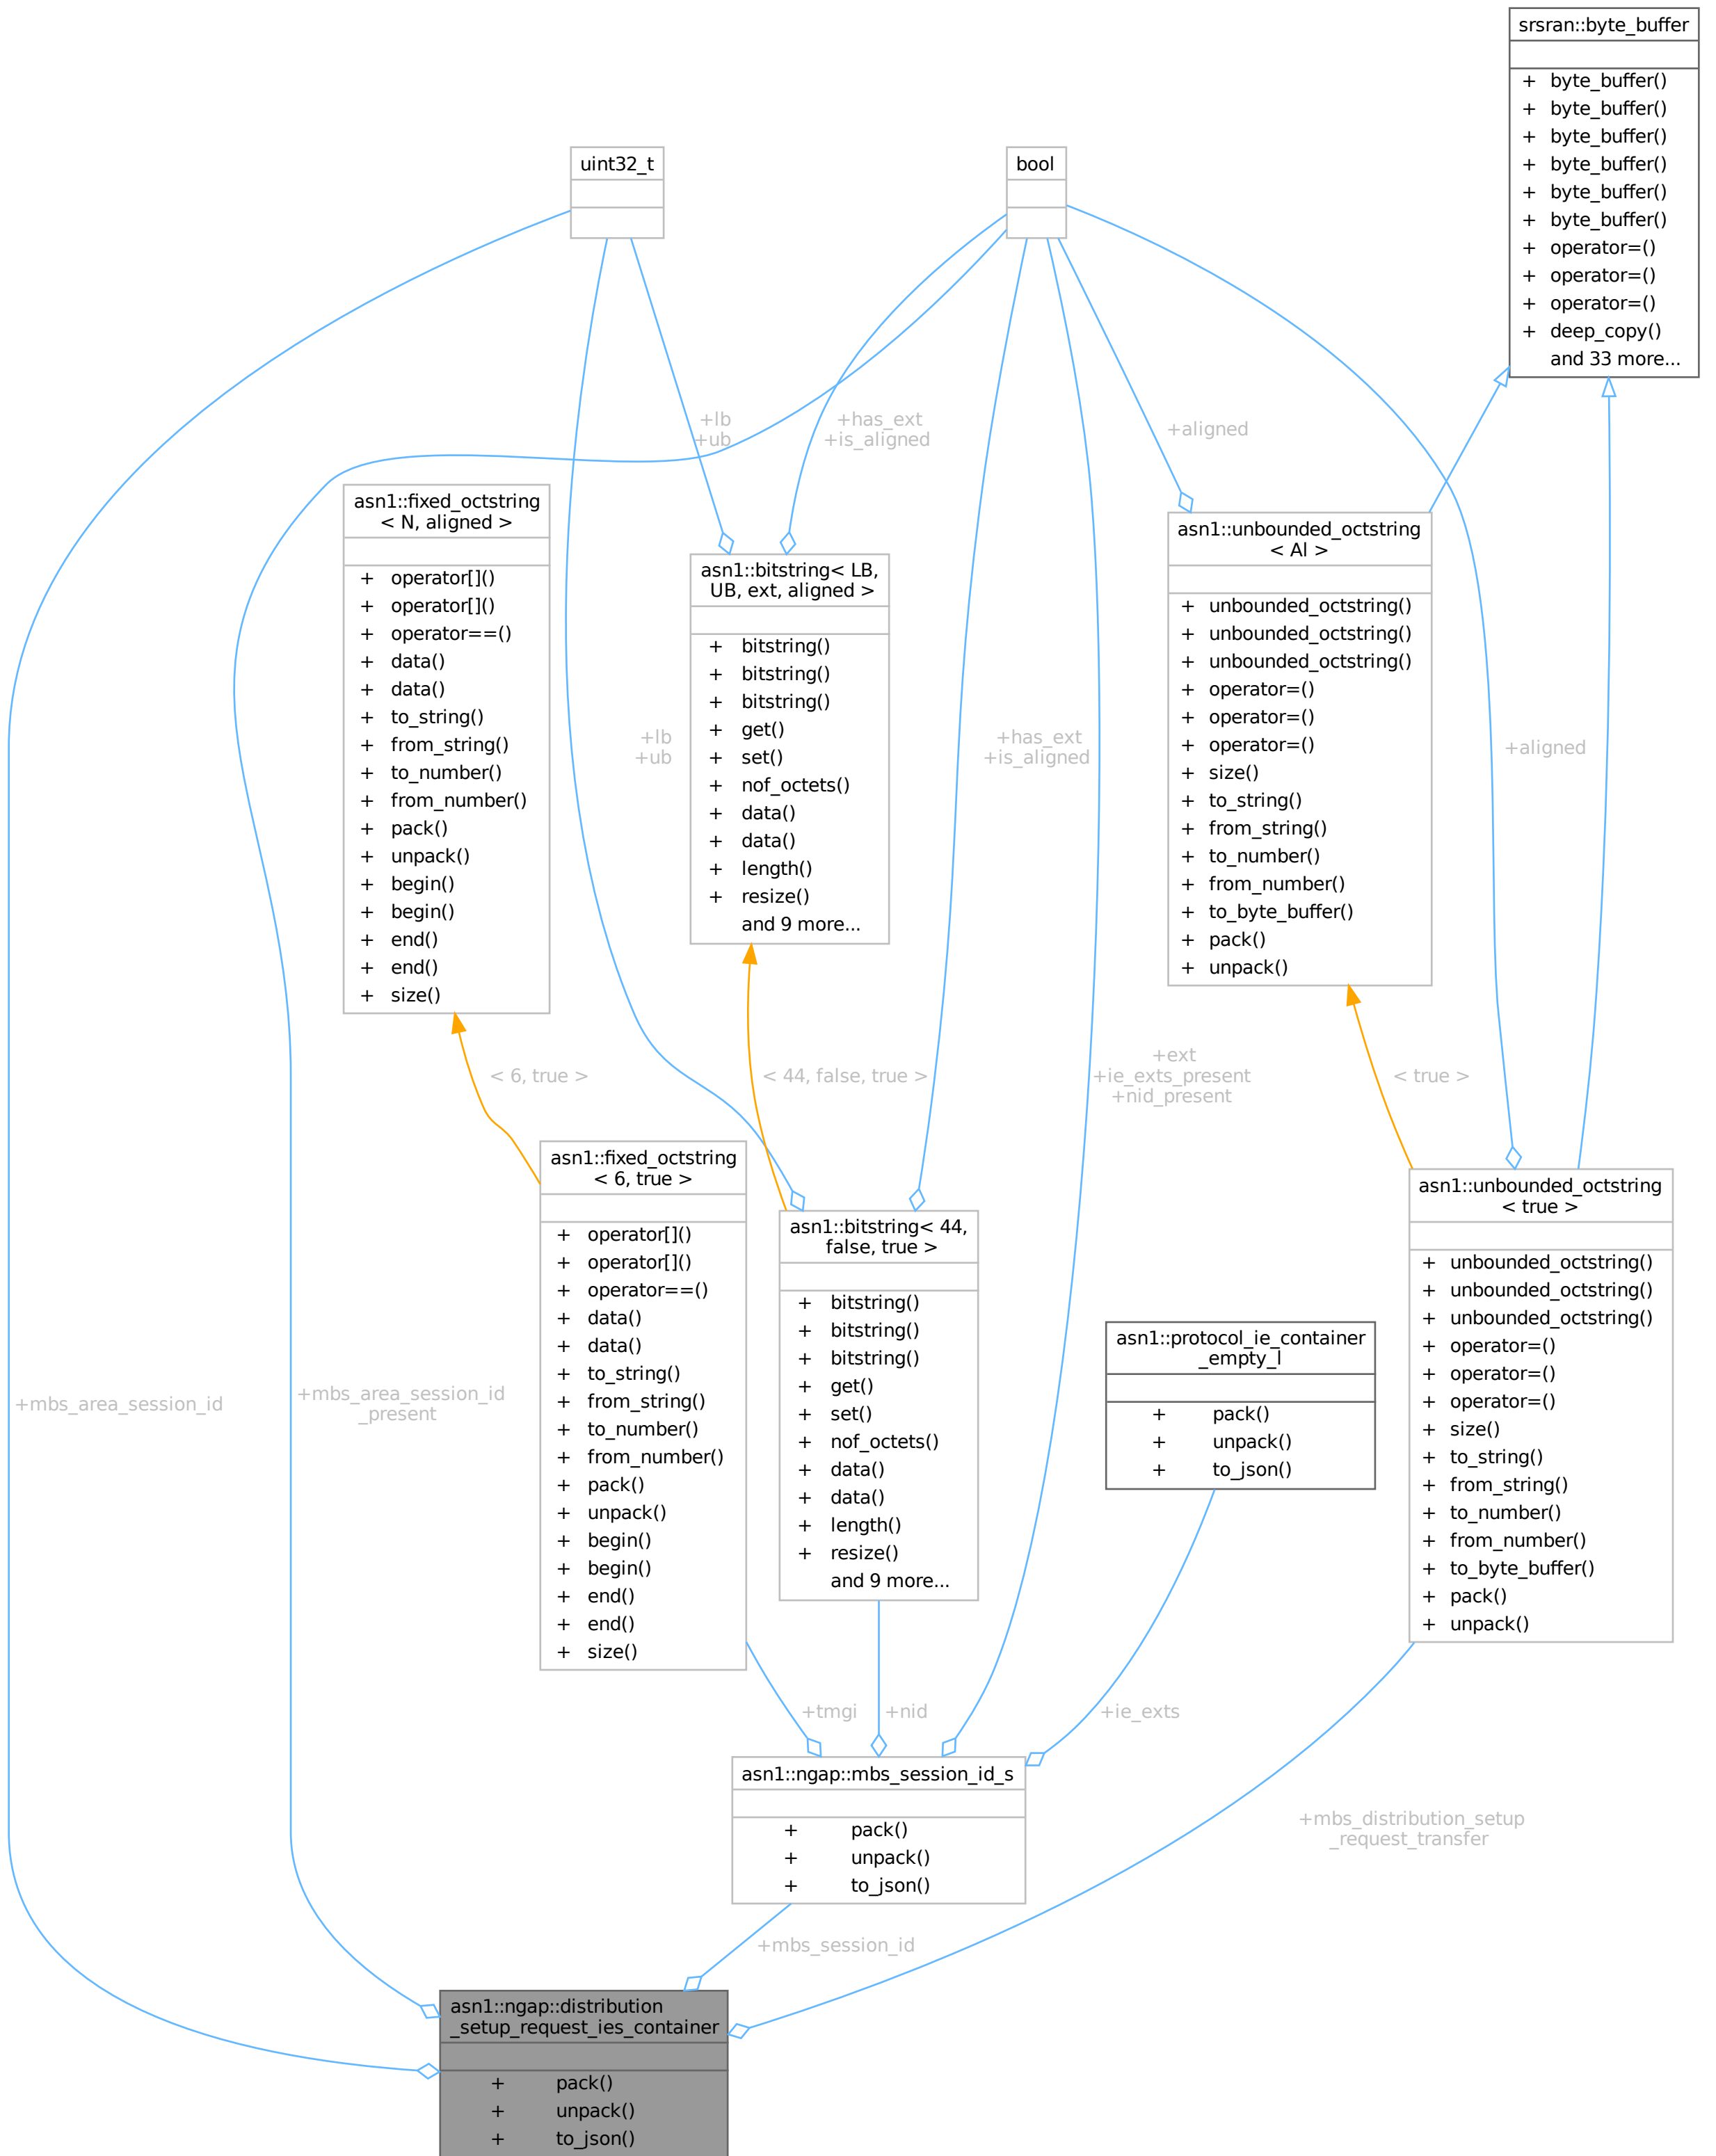 srsran::byte_buffer
+ byte_buffer()
+ byte_buffer()
+ byte_buffer()
+ byte_buffer()
+ byte_buffer()
+ byte_buffer()
+ operator=()
+ operator=()
+ operator=()
+ deep_copy()
and 33 more...
uint32_t
bool
+lb
+ub
+has_ext
+is_aligned
+aligned
asn1::fixed_octstring
< N, aligned >
+ operator[]()
+ operator[]()
+ operator==()
+ data()
+ data()
+ to_string()
+ from_string()
+ to_number()
+ from_number()
+ pack()
+ unpack()
+ begin()
+ begin()
+ end()
+ end()
+ size()
asn1::bitstring< LB,
UB, ext, aligned >
+ bitstring()
+ bitstring()
+ bitstring()
+ get()
+ set()
+ nof_octets()
+ data()
+ data()
+ length()
+ resize()
and 9 more...
asn1::unbounded_octstring
< Al >
+ unbounded_octstring()
+ unbounded_octstring()
+ unbounded_octstring()
+ operator=()
+ operator=()
+ operator=()
+ size()
+ to_string()
+ from_string()
+ to_number()
+ from_number()
+ to_byte_buffer()
+ pack()
+ unpack()
+lb
+ub
+has_ext
+is_aligned
+aligned
< 6, true >
< 44, false, true >
+ext
+ie_exts_present
+nid_present
< true >
asn1::fixed_octstring
< 6, true >
+ operator[]()
+ operator[]()
+ operator==()
+ data()
+ data()
+ to_string()
+ from_string()
+ to_number()
+ from_number()
+ pack()
+ unpack()
+ begin()
+ begin()
+ end()
+ end()
+ size()
asn1::bitstring< 44,
false, true >
+ bitstring()
+ bitstring()
+ bitstring()
+ get()
+ set()
+ nof_octets()
+ data()
+ data()
+ length()
+ resize()
and 9 more...
asn1::protocol_ie_container
_empty_l
+ pack()
+ unpack()
+ to_json()
asn1::unbounded_octstring
< true >
+ unbounded_octstring()
+ unbounded_octstring()
+ unbounded_octstring()
+ operator=()
+ operator=()
+ operator=()
+ size()
+ to_string()
+ from_string()
+ to_number()
+ from_number()
+ to_byte_buffer()
+ pack()
+ unpack()
+mbs_area_session_id
+mbs_area_session_id
_present
+tmgi
+nid
+ie_exts
asn1::ngap::mbs_session_id_s
+ pack()
+ unpack()
+ to_json()
+mbs_distribution_setup
_request_transfer
+mbs_session_id
asn1::ngap::distribution
_setup_request_ies_container
+ pack()
+ unpack()
+ to_json()